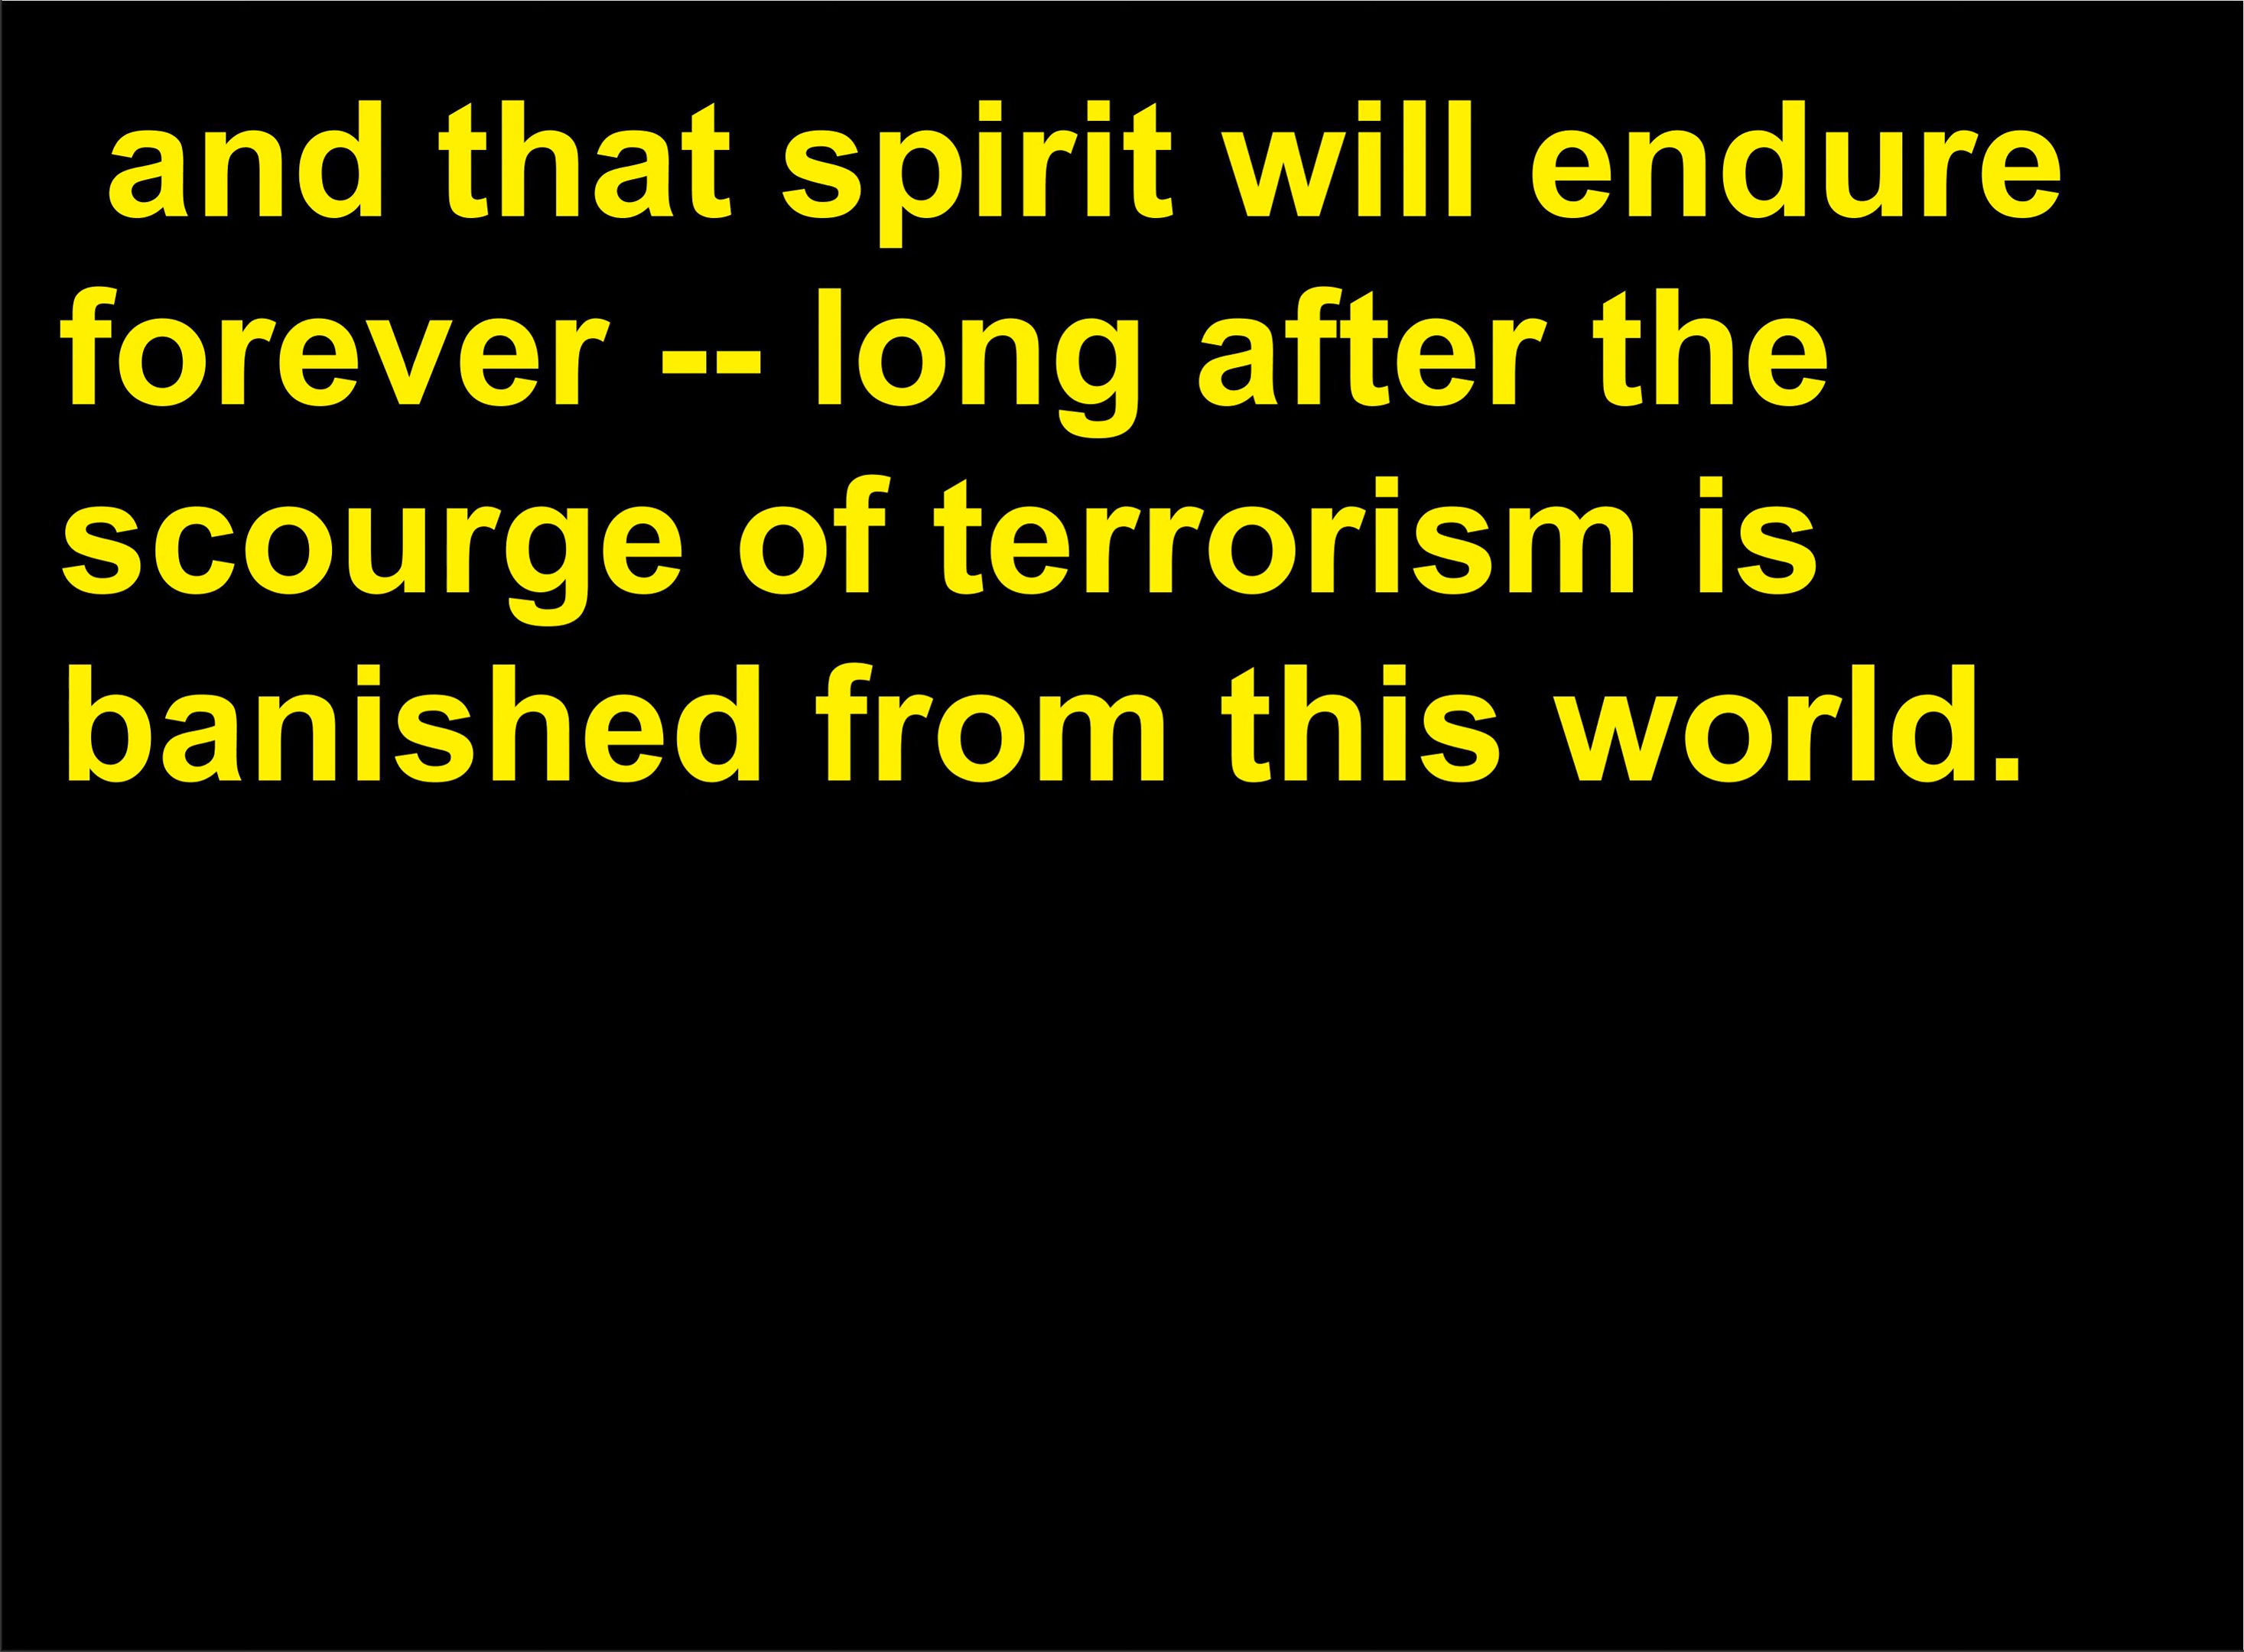 and that spirit will endure
forever -- long after the
scourge of terrorism is
banished from this world.